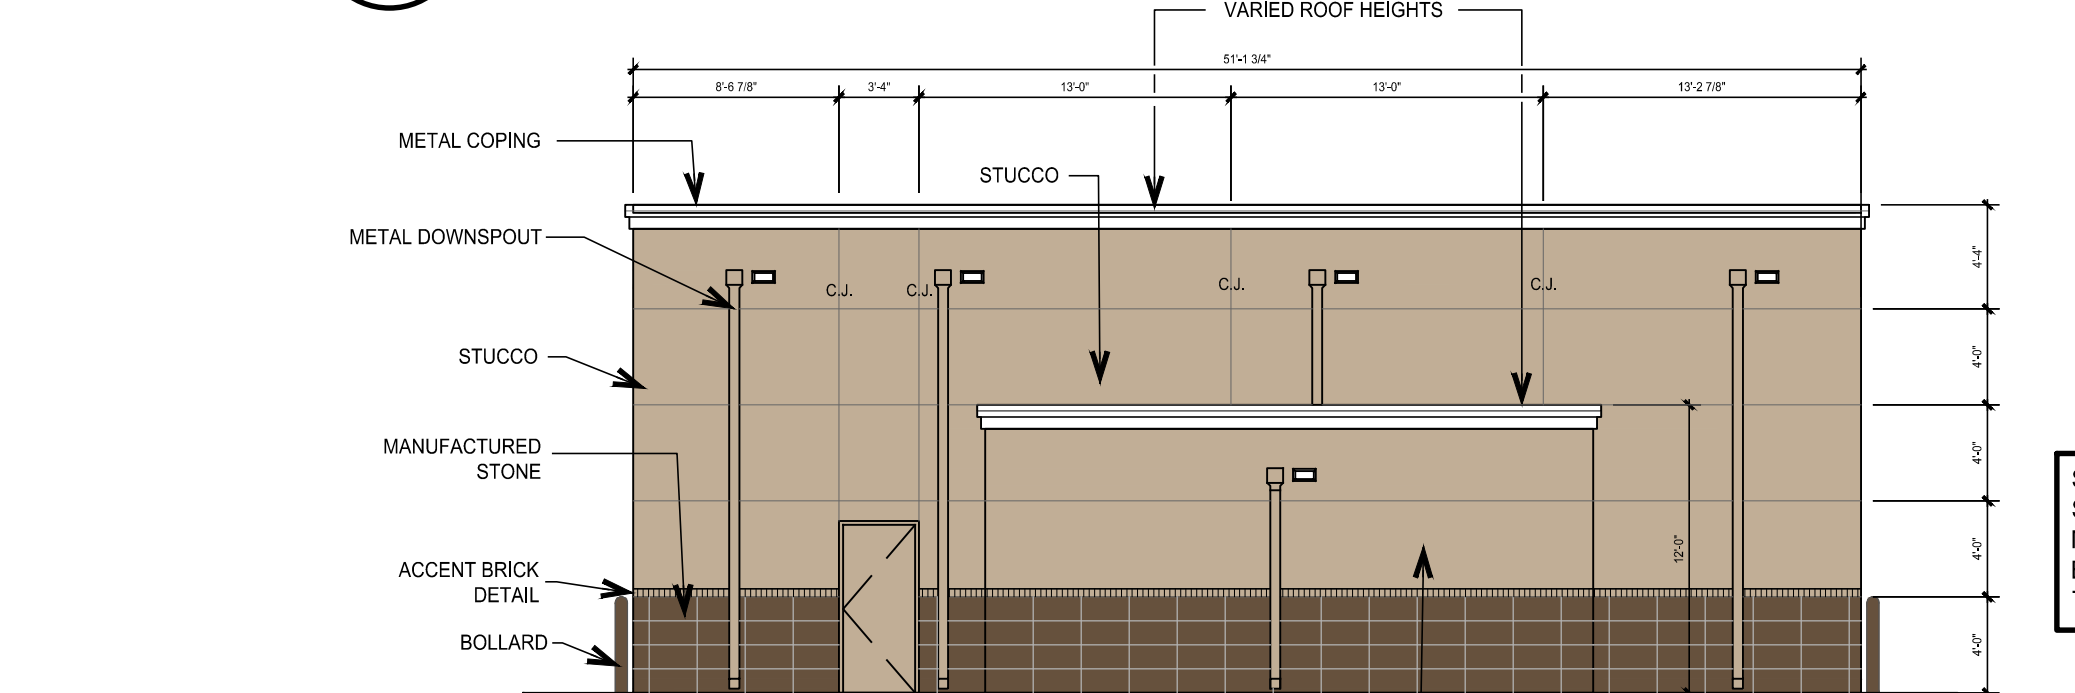 VARIED ROOF HEIGHTS
51'-1 3/4"
8'-6 7/8"
3'-4"
13'-0"
13'-0"
13'-2 7/8"
METAL COPING
STUCCO
METAL DOWNSPOUT
4'-4"
C.J.
C.J.
C.J.
C.J.
STUCCO
4'-0"
MANUFACTURED
STONE
4'-0"
12'-0"
4'-0"
ACCENT BRICK
DETAIL
BOLLARD
4'-0"